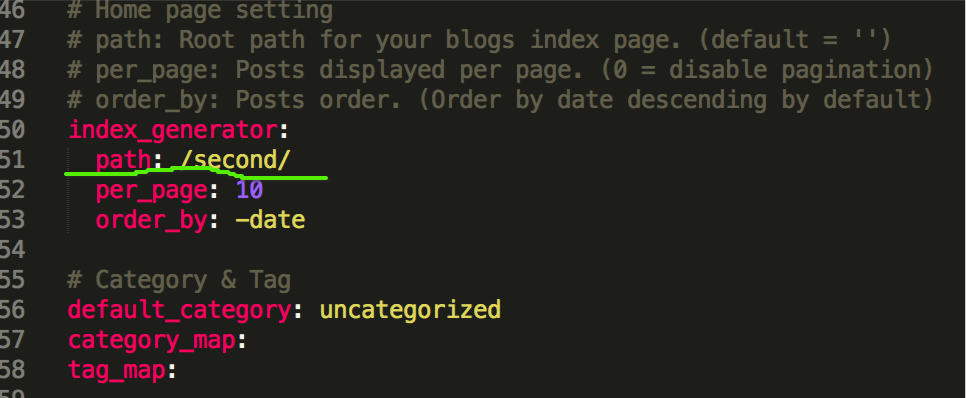 46 # Home page setting
47 # path: Root path for your blogs index page. (default = '')
48 # per_page: Posts displayed per page. (0 = disable pagination)
49 # order_by: Posts order. (Order by date descending by default)
50 index_generator:
51 path: /second/
52 per_page: 10
53 order_by: -date
54
55 # Category & Tag
56 default_category: uncategorized
57 category_map:
58 tag_map:
59